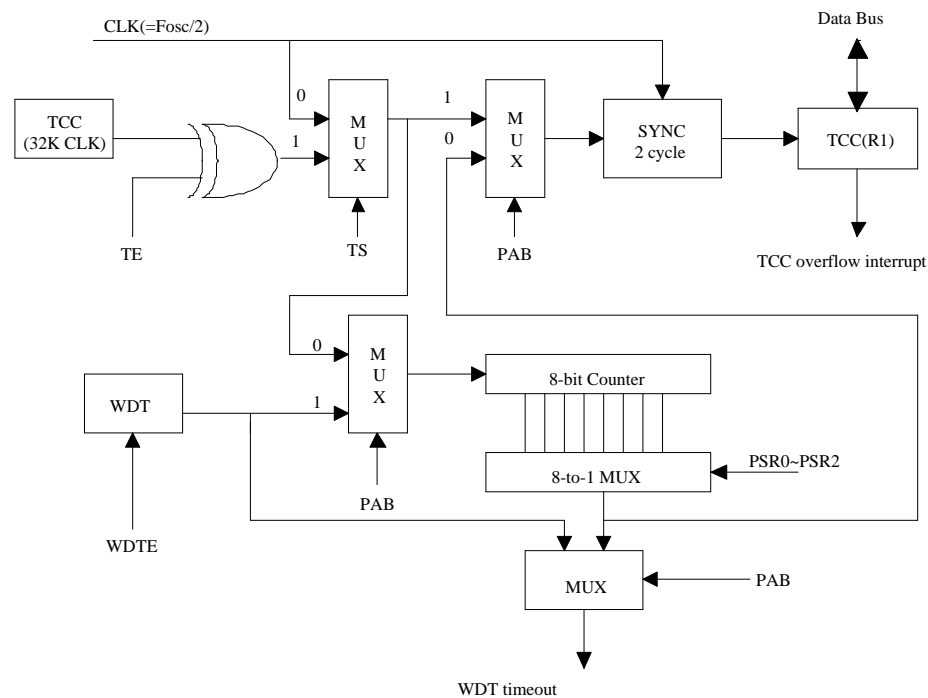 CLK(=Fosc/2)
Data Bus
TCC
(32K CLK)
0
1
M
U
X
1
0
M
U
X
SYNC
2 cycle
TCC(R1)
TE
TS
PAB
TCC overflow interrupt
0
1
M
U
X
8-bit Counter
WDT
8-to-1 MUX
PSR0~PSR2
PAB
WDTE
MUX
PAB
WDT timeout